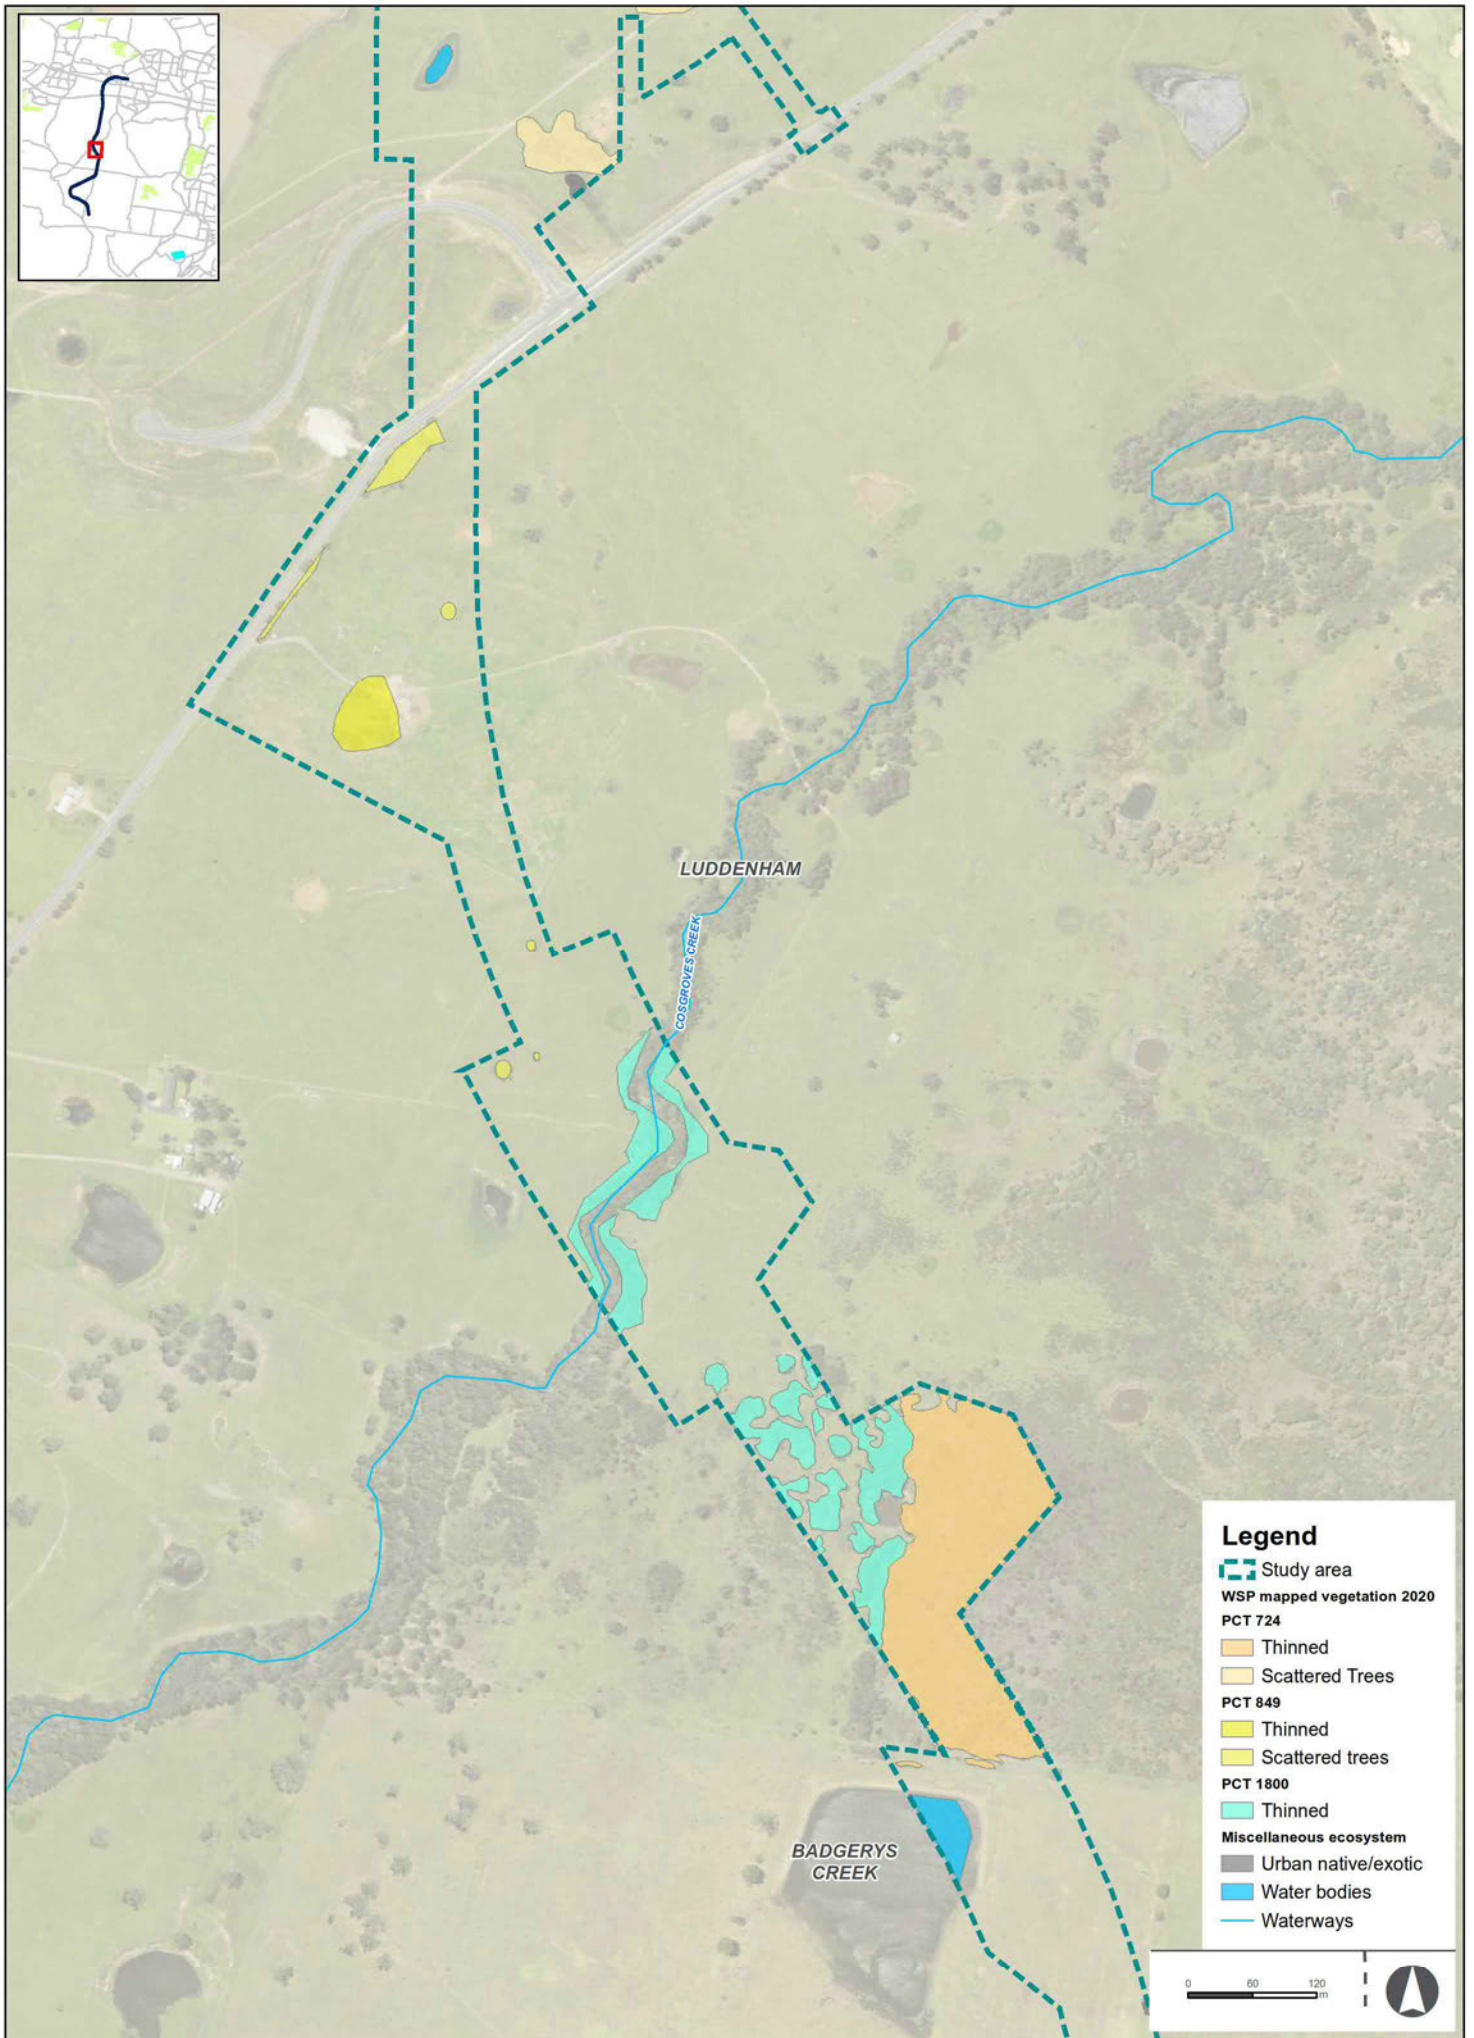 LUDDENHAM
COSGROVES CREEK
BADGERYS
CREEK
Legend
Study area
WSP mapped vegetation 2020
PCT 724
Thinned
Scattered Trees
PCT 849
Thinned
Scattered trees
PCT 1800
Thinned
Miscellaneous ecosystem
Urban native/exotic
Water bodies
Waterways
0 60 120
m